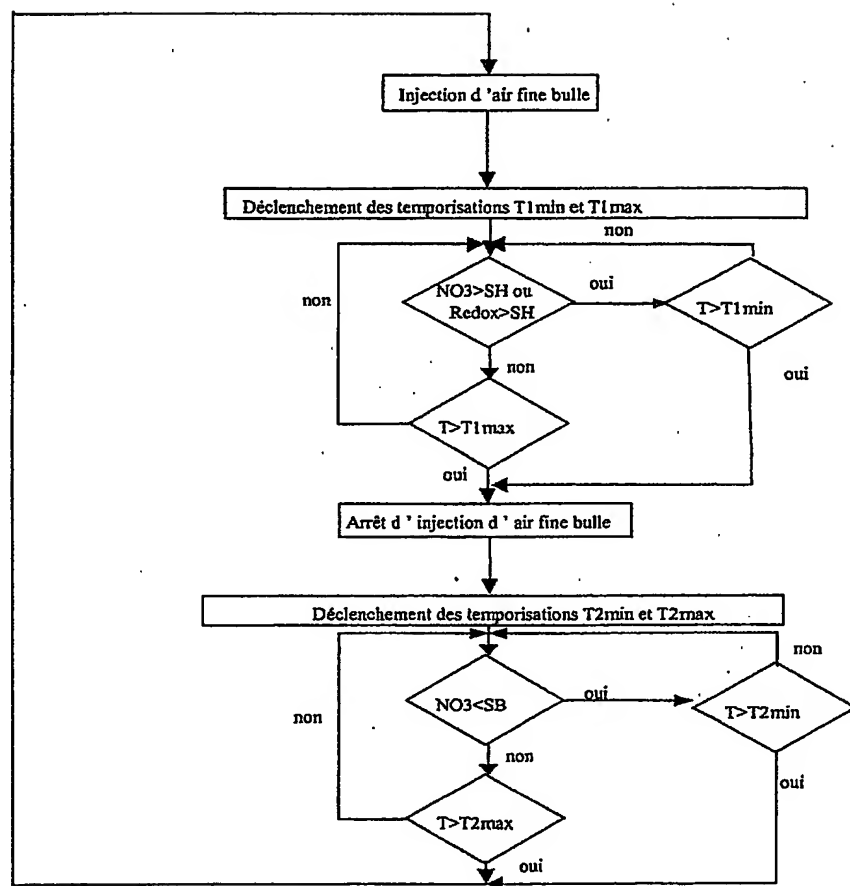 Injection d 'air fine bulle
Déclenchement des temporisations T1min et T1max
non
NO3>SH ou
Redox>SH
oui
T>T1min
non
non
oui
T>T1max
oui
Arrêt d ' injection d ' air fine bulle
Déclenchement des temporisations T2min et T2max
non
NO3<SB
oui
T>T2min
non
non
oui
T>T2max
oui